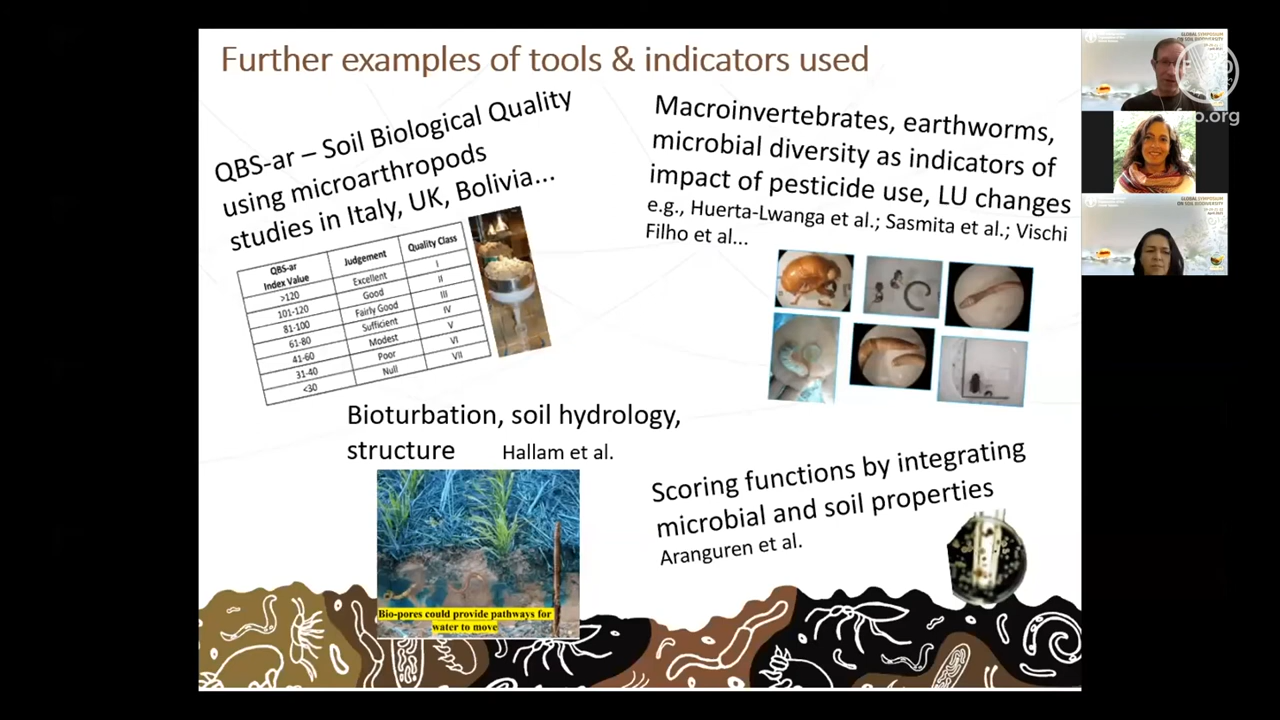 Further examples of tools & indicators used
QBS-ar – Soil Biological Quality
using microarthropods
studies in Italy, UK, Bolivia...
QBS-ar Index Value Judgement Quality Class
>120 Excellent I
101-120 Good II
81-100 Fairly Good III
61-80 Sufficient IV
41-60 Modest V
31-40 Poor VI
<30 Null VII
Macroinvertebrates, earthworms,
microbial diversity as indicators of
impact of pesticide use, LU changes
e.g., Huerta-Lwanga et al.; Sasmita et al.; Vischi
Filho et al...
Bioturbation, soil hydrology,
structure Hallam et al.
Bio-pores could provide pathways for
water to move
Scoring functions by integrating
microbial and soil properties
Aranguren et al.
GLOBAL SYMPOSIUM
ON SOIL BIODIVERSITY
.org
GLOBAL SYMPOSIUM
ON SOIL BIODIVERSITY